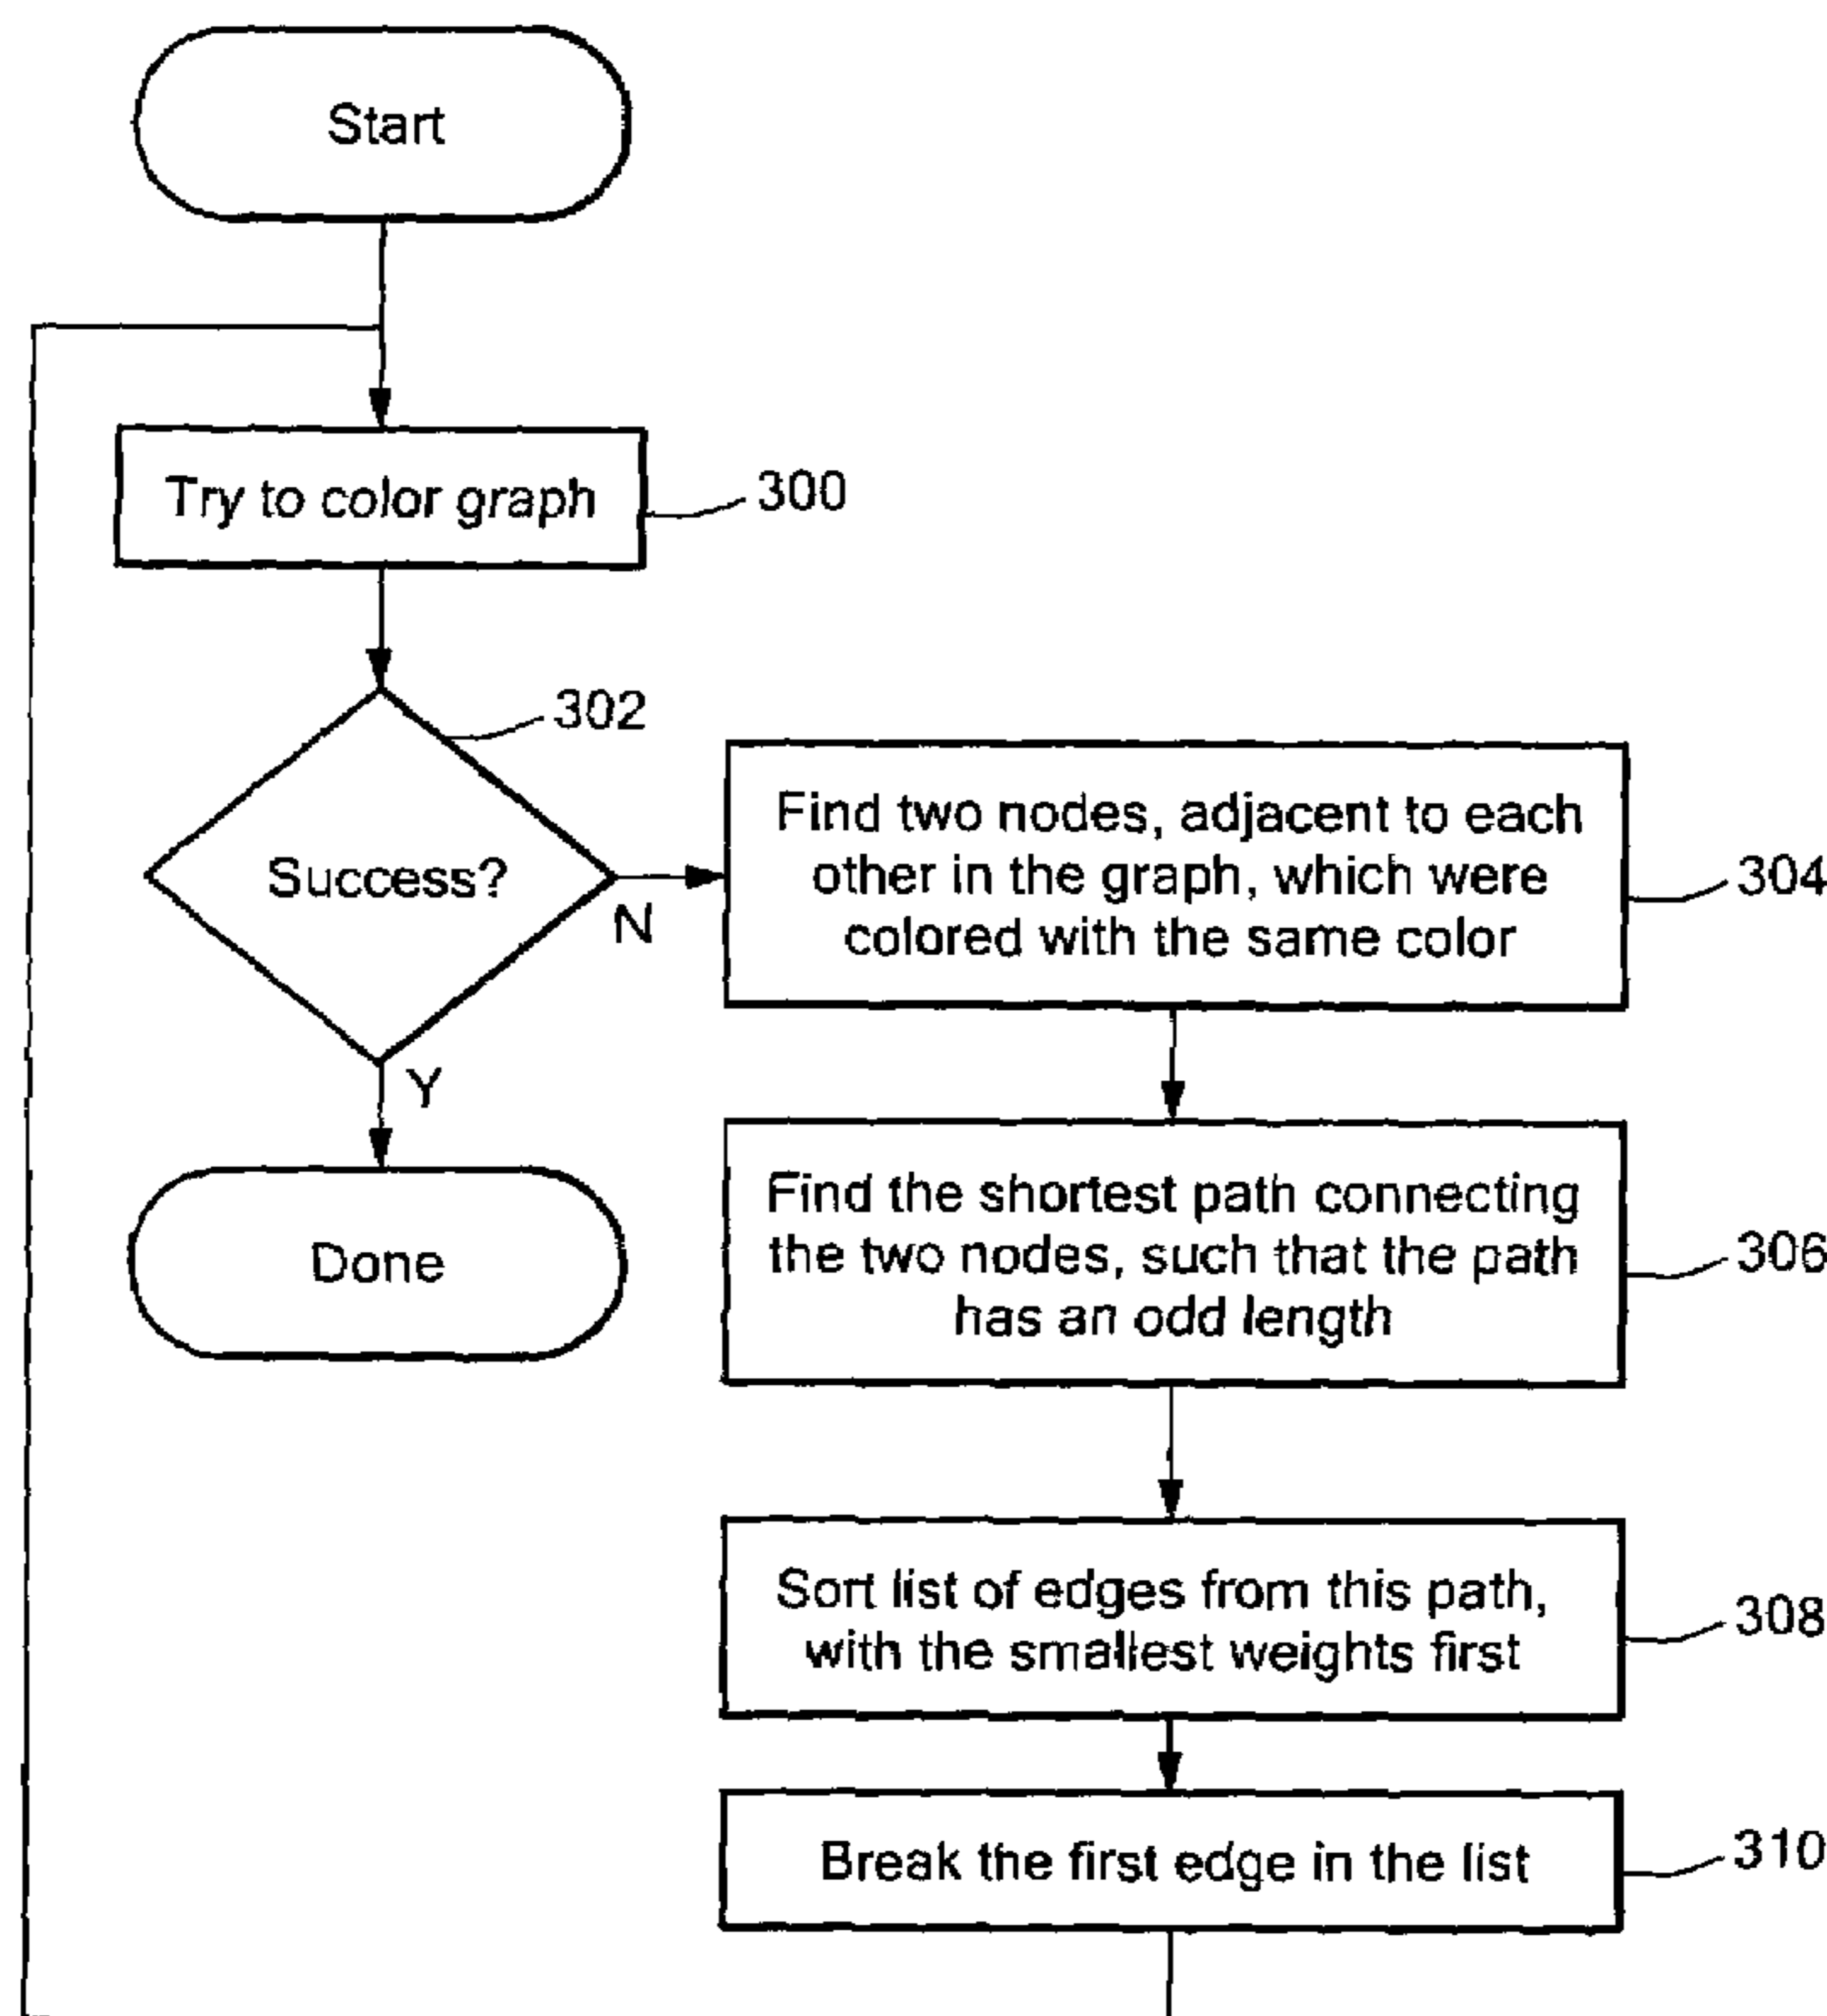 Start
Try to color graph
300
302
Success?
N
Y
Done
Find two nodes, adjacent to each
other in the graph, which were
colored with the same color
304
Find the shortest path connecting
the two nodes, such that the path
has an odd length
306
Sort list of edges from this path,
with the smallest weights first
308
Break the first edge in the list
310